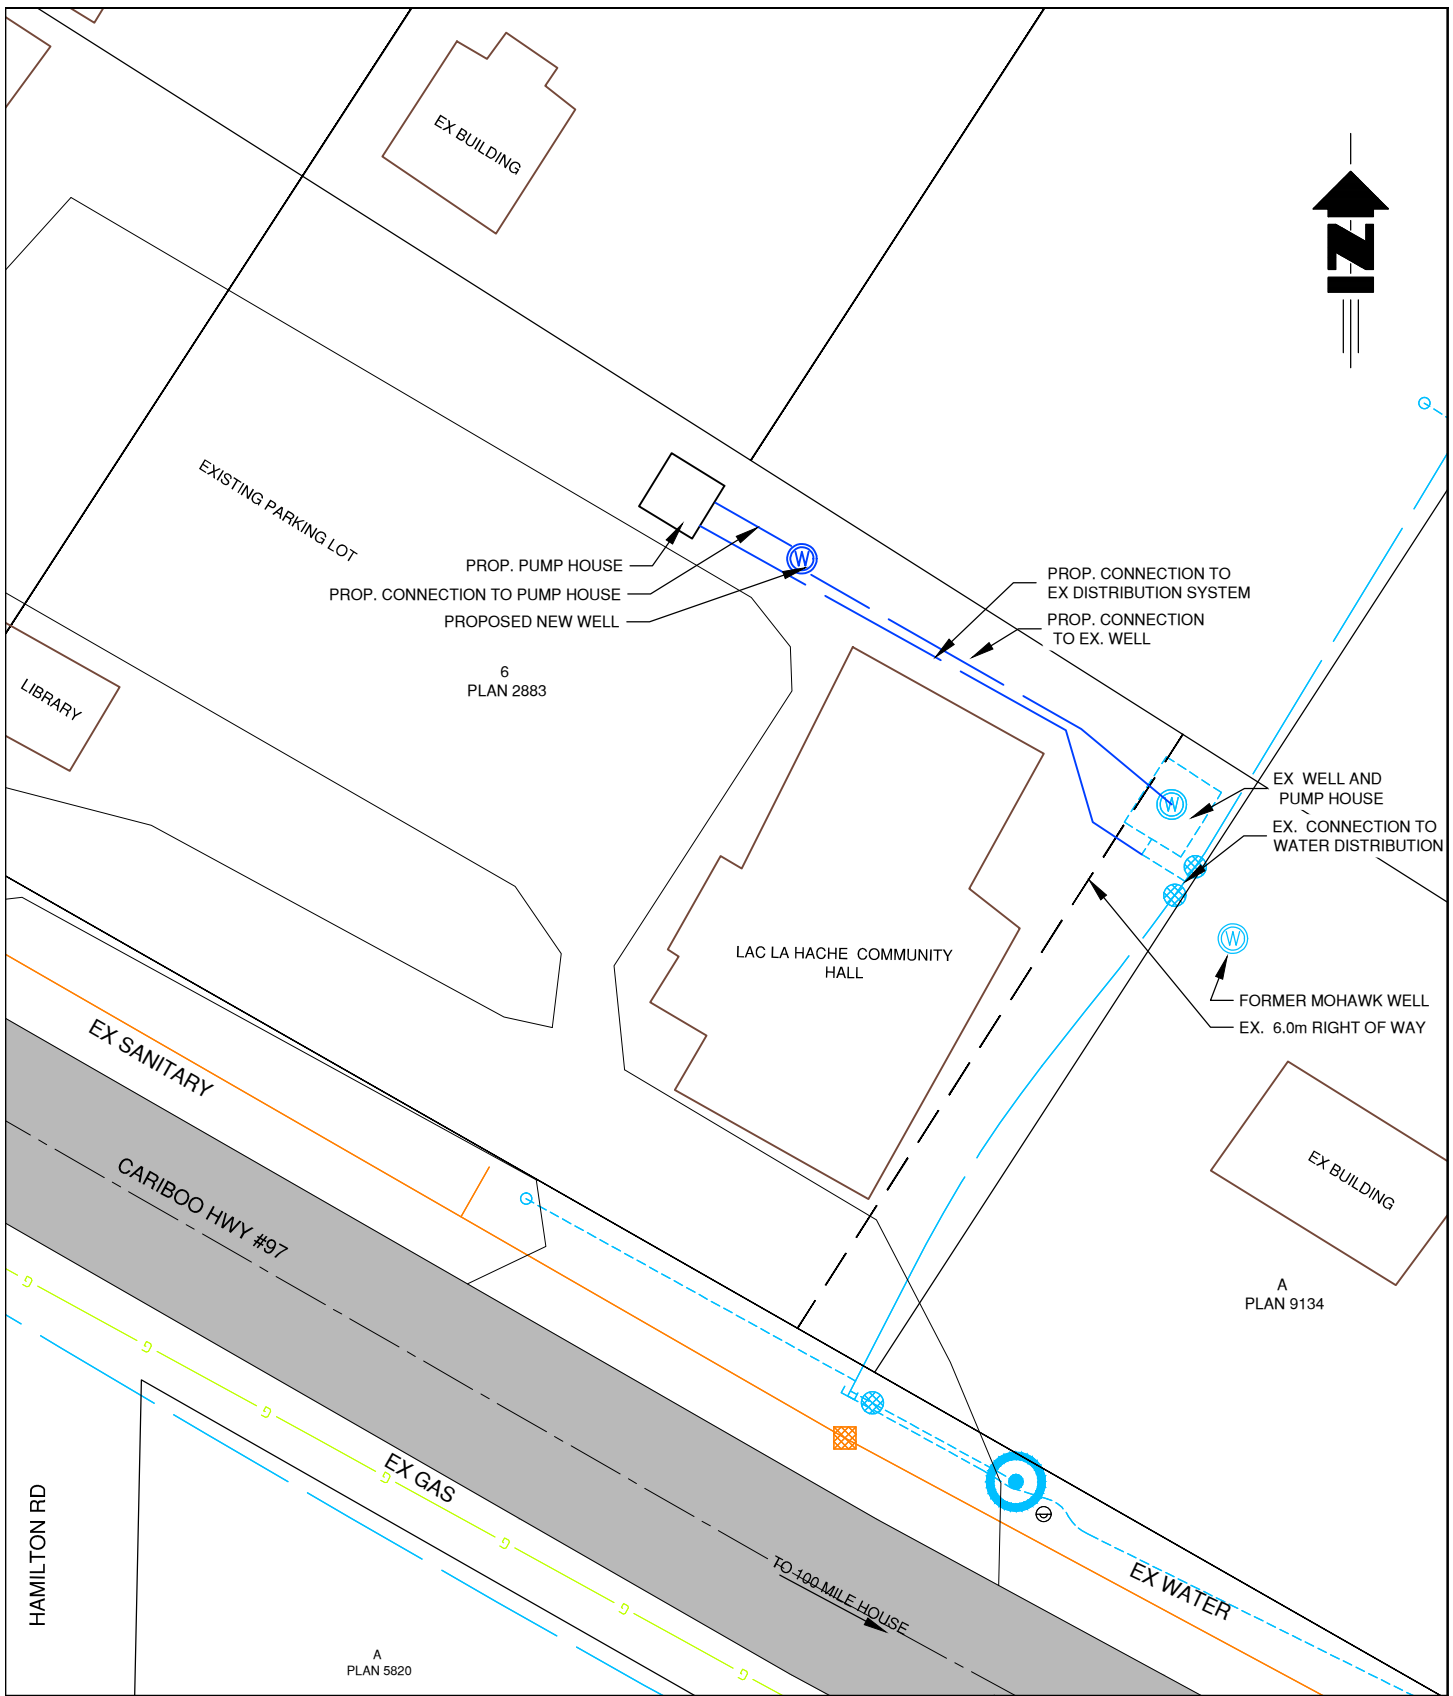 EX BUILDING
N
EXISTING PARKING LOT
PROP. PUMP HOUSE
PROP. CONNECTION TO PUMP HOUSE
PROPOSED NEW WELL
W
PROP. CONNECTION TO
EX DISTRIBUTION SYSTEM
PROP. CONNECTION
TO EX. WELL
6
PLAN 2883
LIBRARY
W
EX WELL AND
PUMP HOUSE
EX. CONNECTION TO
WATER DISTRIBUTION
W
LAC LA HACHE COMMUNITY
HALL
FORMER MOHAWK WELL
EX. 6.0m RIGHT OF WAY
EX SANITARY
CARIBOO HWY #97
EX BUILDING
A
PLAN 9134
G
G
G
G
G
G
G
EX GAS
HAMILTON RD
TO 100 MILE HOUSE
EX WATER
A
PLAN 5820